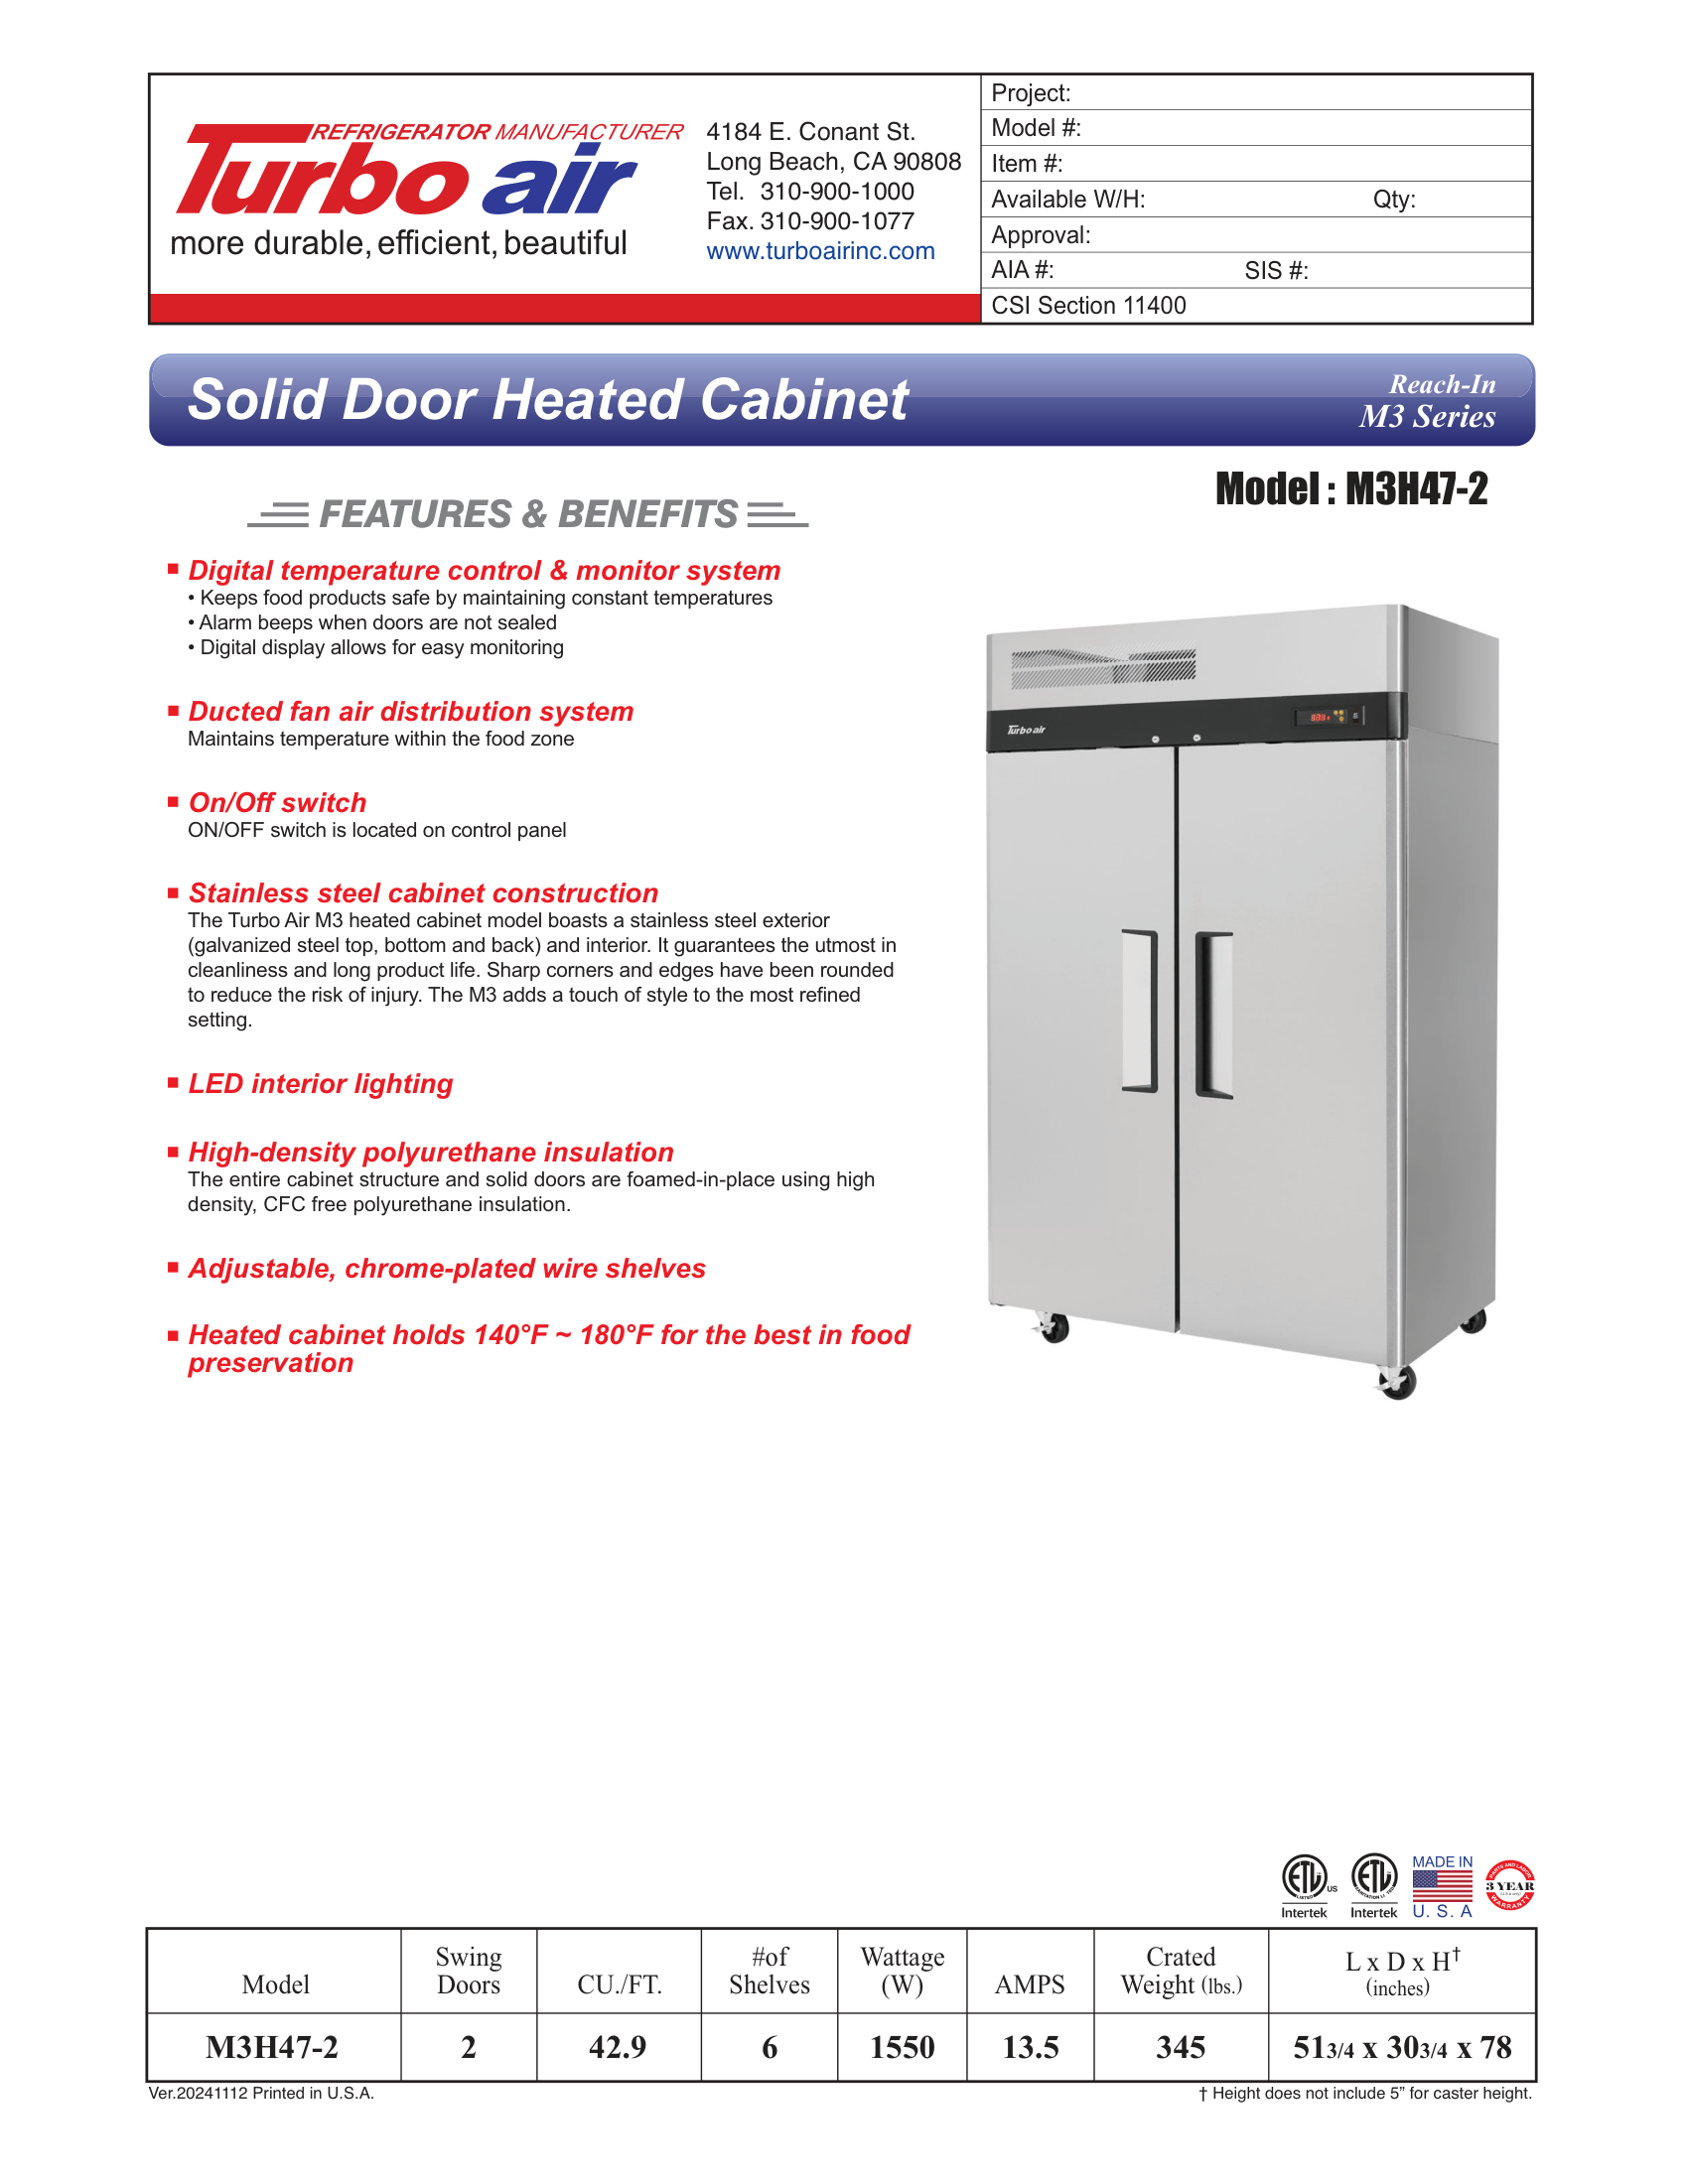 REFRIGERATOR MANUFACTURER
Turbo air
more durable, efficient, beautiful
4184 E. Conant St.
Long Beach, CA 90808
Tel. 310-900-1000
Fax. 310-900-1077
www.turboairinc.com
Project:
Model #:
Item #:
Available W/H: Qty:
Approval:
AIA #: SIS #:
CSI Section 11400
Solid Door Heated Cabinet
Reach-In
M3 Series
Model : M3H47-2
FEATURES & BENEFITS
Digital temperature control & monitor system
• Keeps food products safe by maintaining constant temperatures
• Alarm beeps when doors are not sealed
• Digital display allows for easy monitoring
Ducted fan air distribution system
Maintains temperature within the food zone
On/Off switch
ON/OFF switch is located on control panel
Stainless steel cabinet construction
The Turbo Air M3 heated cabinet model boasts a stainless steel exterior
(galvanized steel top, bottom and back) and interior. It guarantees the utmost in
cleanliness and long product life. Sharp corners and edges have been rounded
to reduce the risk of injury. The M3 adds a touch of style to the most refined
setting.
LED interior lighting
High-density polyurethane insulation
The entire cabinet structure and solid doors are foamed-in-place using high
density, CFC free polyurethane insulation.
Adjustable, chrome-plated wire shelves
Heated cabinet holds 140°F ~ 180°F for the best in food
preservation
Turbo air
ETL
LISTED
US
Intertek
ETL
Intertek
MADE IN
U. S. A
PARTS AND LABOR
3 YEAR
WARRANTY
Model Swing Doors CU./FT. #of Shelves Wattage (W) AMPS Crated Weight (lbs.) L x D x H† (inches)
M3H47-2 2 42.9 6 1550 13.5 345 51 3/4 x 30 3/4 x 78
Ver.20241112 Printed in U.S.A.
† Height does not include 5” for caster height.